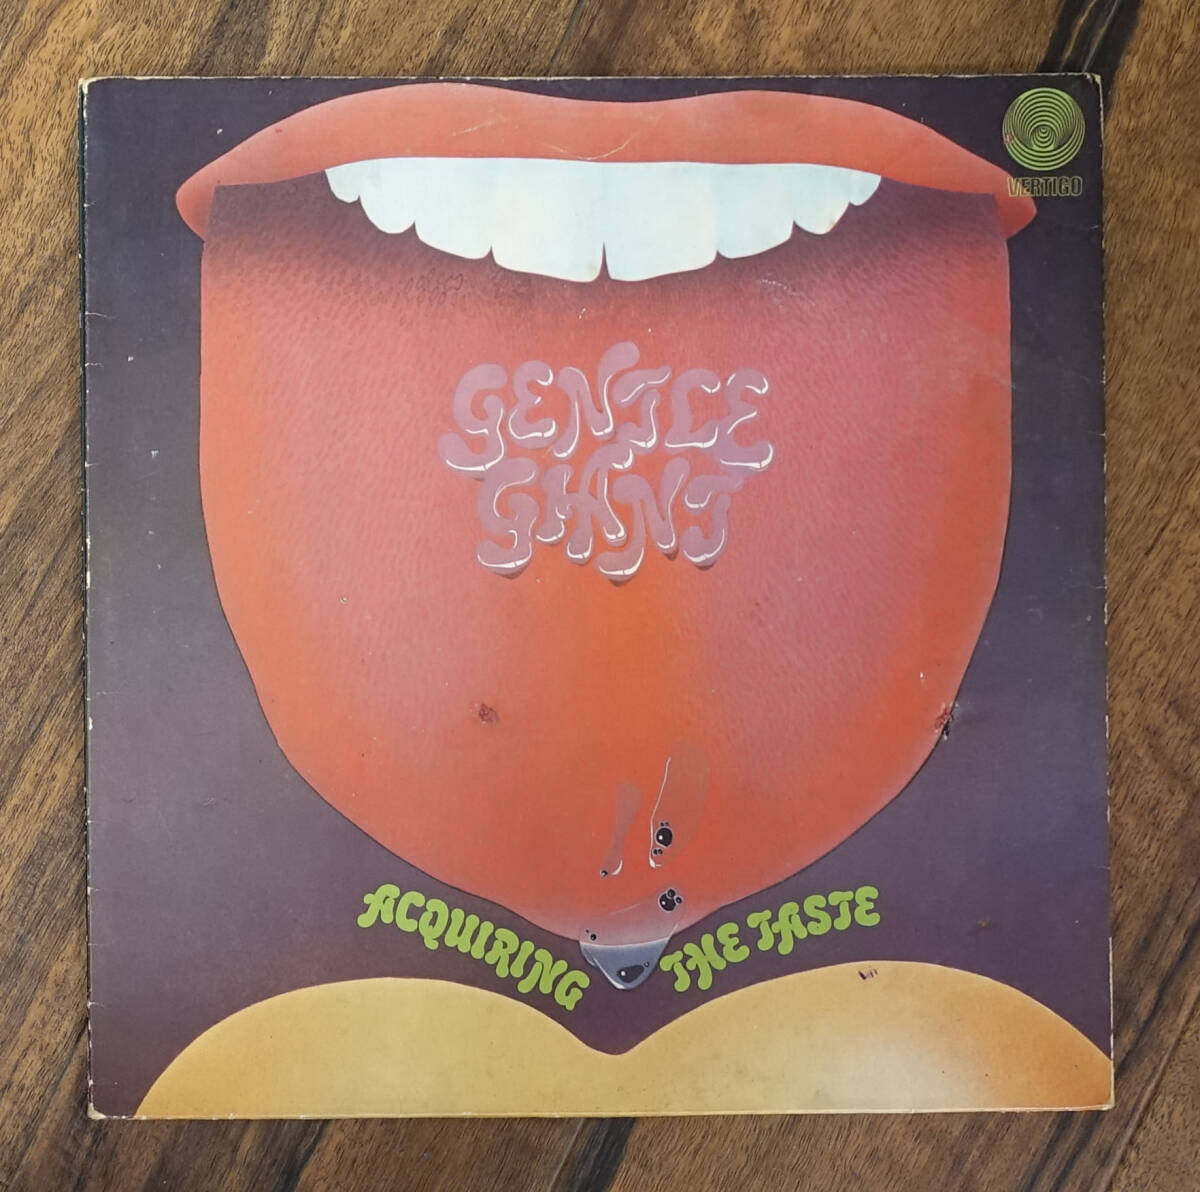 VERTIGO
GENTLE
GIANT
ACQUIRING THE TASTE